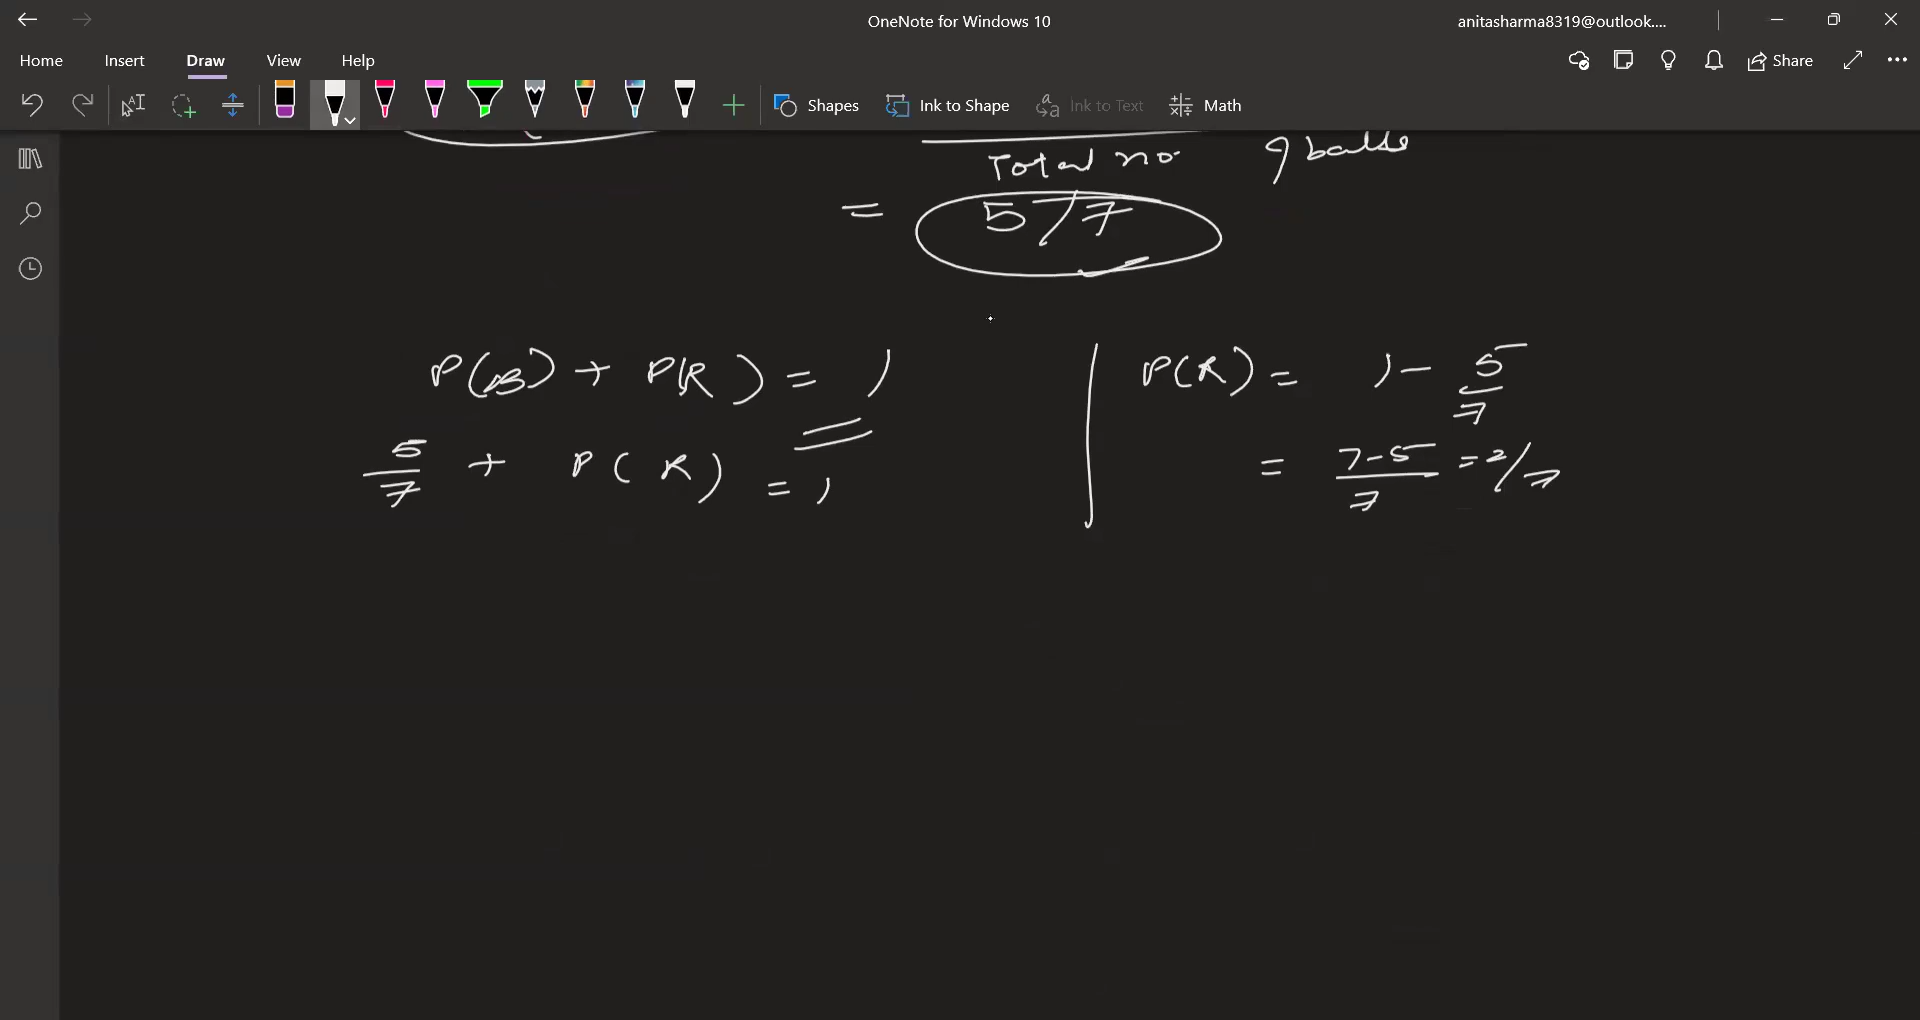 OneNote for Windows 10
anitasharma8319@outlook....
Home Insert Draw View Help
Share
Shapes Ink to Shape Ink to Text Math
Total no of balls
= 5/7
P(B) + P(R) = 1
5/7 + P(R) = 1
P(R) = 1 - 5/7
= 7-5/7 = 2/7